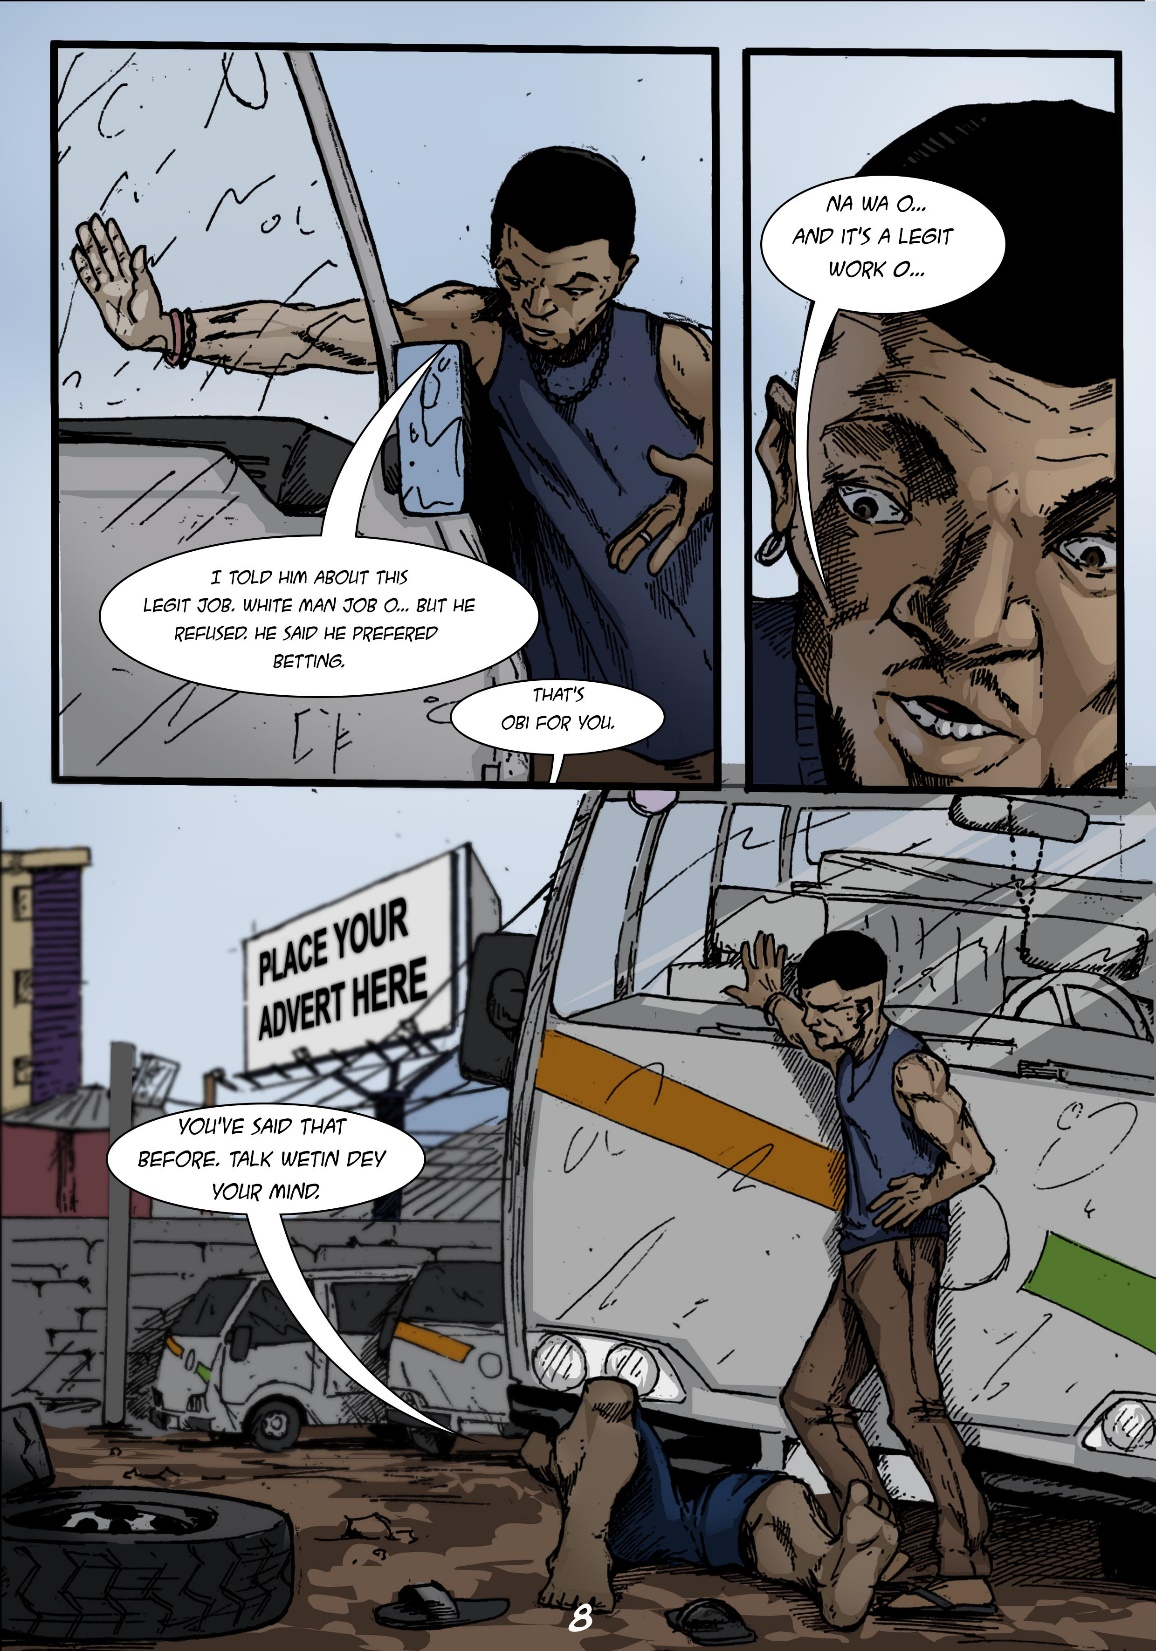 I TOLD HIM ABOUT THIS
LEGIT JOB. WHITE MAN JOB O... BUT HE
REFUSED. HE SAID HE PREFERED
BETTING.
THAT'S
OBI FOR YOU.
NA WA O...
AND IT'S A LEGIT
WORK O...
PLACE YOUR
ADVERT HERE
YOU'VE SAID THAT
BEFORE. TALK WETIN DEY
YOUR MIND.
8